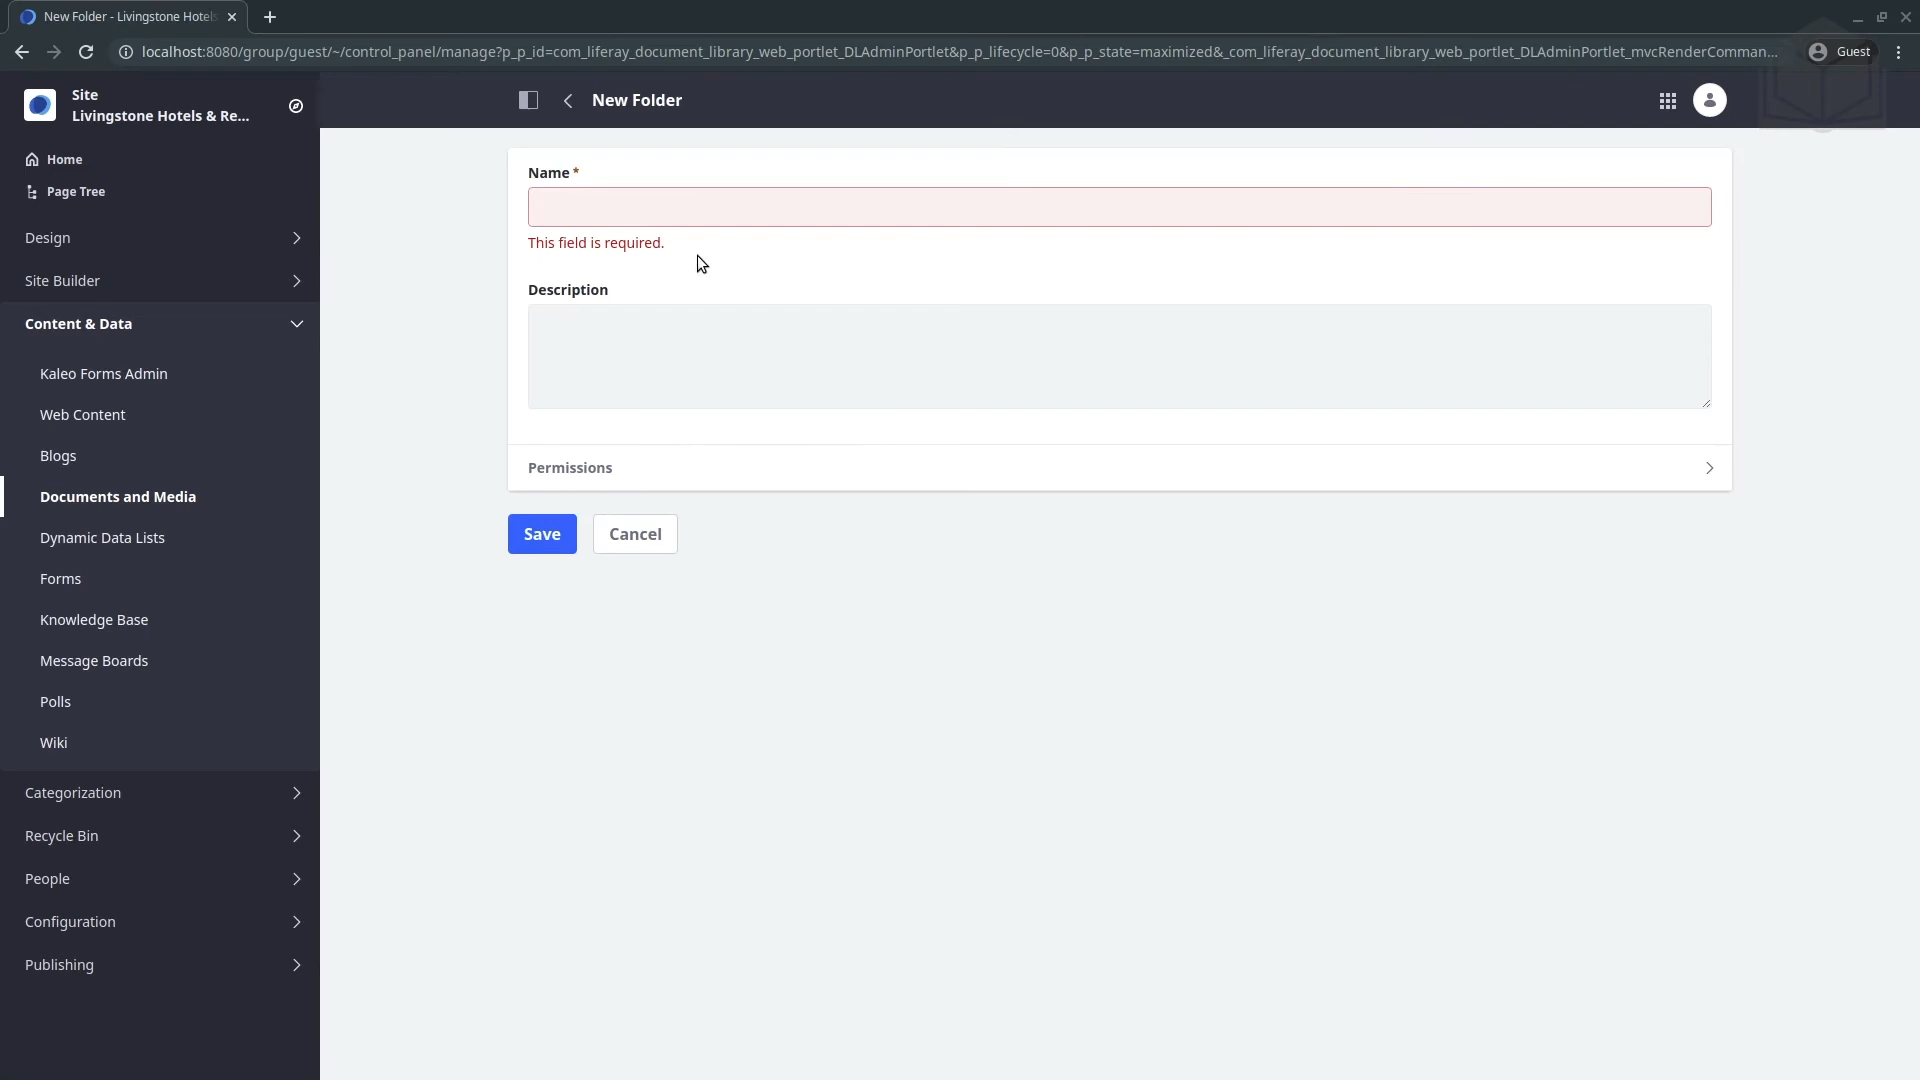 New Folder - Livingstone Hotels
localhost:8080/group/guest/~/control_panel/manage?p_p_id=com_liferay_document_library_web_portlet_DLAdminPortlet&p_p_lifecycle=0&p_p_state=maximized&_com_liferay_document_library_web_portlet_DLAdminPortlet_mvcRenderComman...
Guest
Site
Livingstone Hotels & Re...
New Folder
Home
Page Tree
Design
Site Builder
Content & Data
Kaleo Forms Admin
Web Content
Blogs
Documents and Media
Dynamic Data Lists
Forms
Knowledge Base
Message Boards
Polls
Wiki
Categorization
Recycle Bin
People
Configuration
Publishing
Name *
This field is required.
Description
Permissions
Save
Cancel